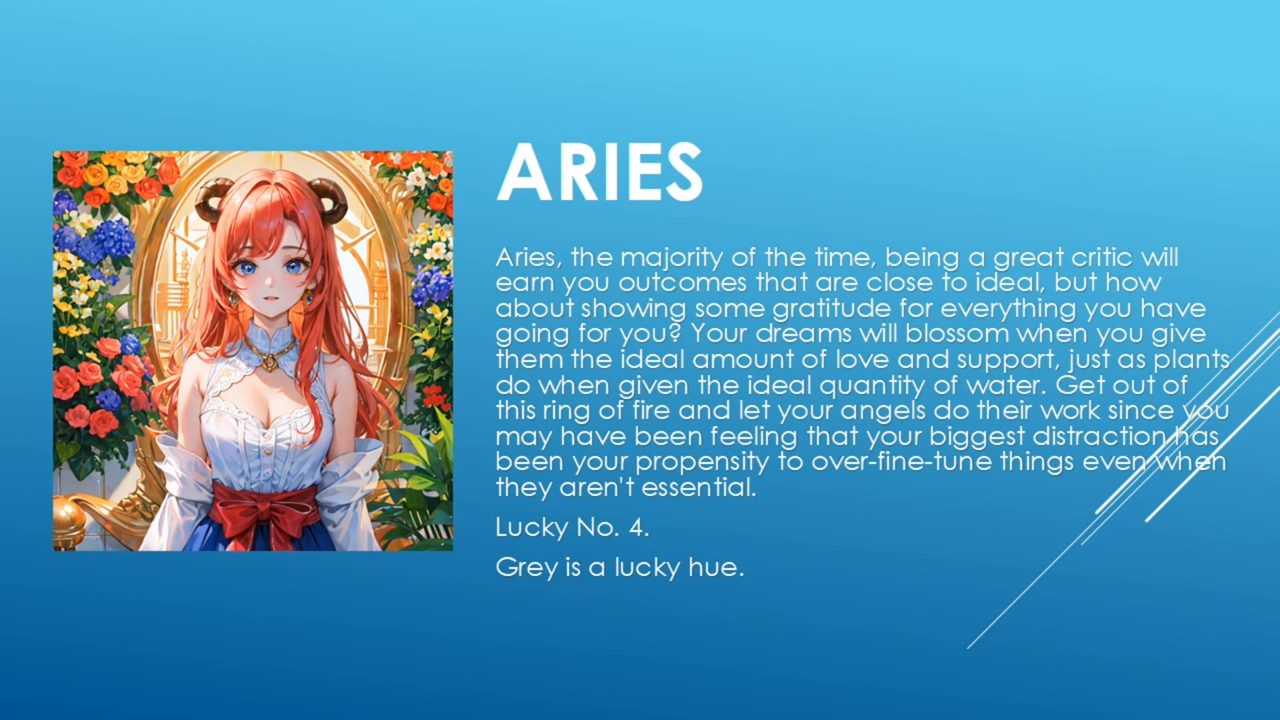 ARIES
Aries, the majority of the time, being a great critic will
earn you outcomes that are close to ideal, but how
about showing some gratitude for everything you have
going for you? Your dreams will blossom when you give
them the ideal amount of love and support, just as plants
do when given the ideal quantity of water. Get out of
this ring of fire and let your angels do their work since you
may have been feeling that your biggest distraction has
been your propensity to over-fine-tune things even when
they aren't essential.
Lucky No. 4.
Grey is a lucky hue.